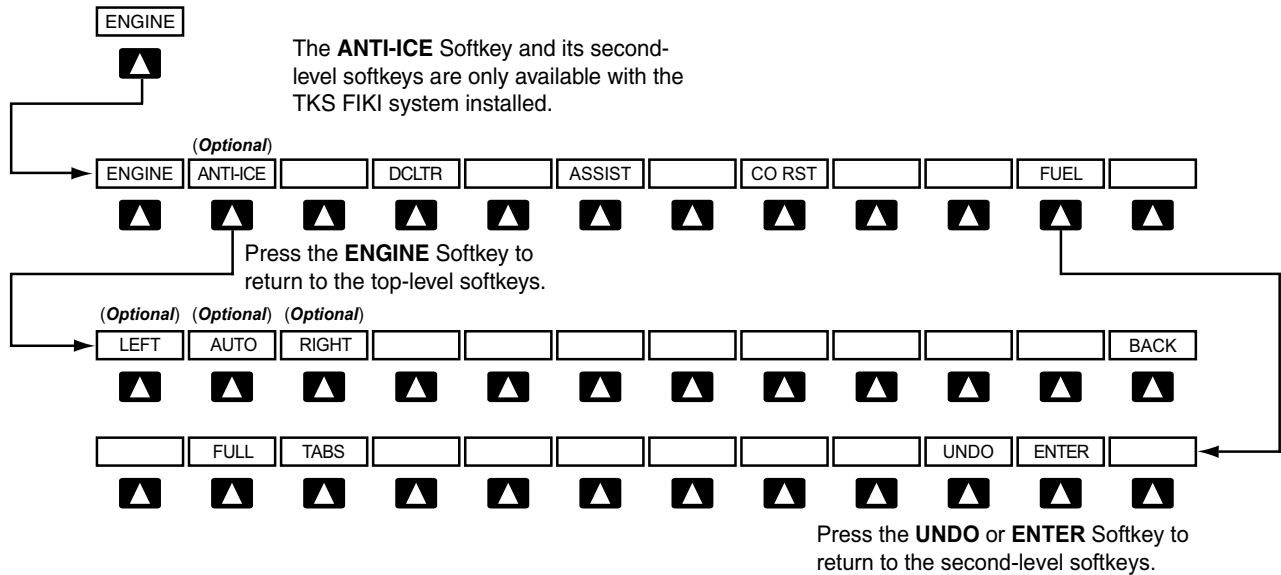 ENGINE
The ANTI-ICE Softkey and its second-
level softkeys are only available with the
TKS FIKI system installed.
(Optional)
ENGINE ANTI-ICE DCLTR ASSIST CO RST FUEL
Press the ENGINE Softkey to
return to the top-level softkeys.
(Optional) (Optional) (Optional)
LEFT AUTO RIGHT BACK
FULL TABS UNDO ENTER
Press the UNDO or ENTER Softkey to
return to the second-level softkeys.